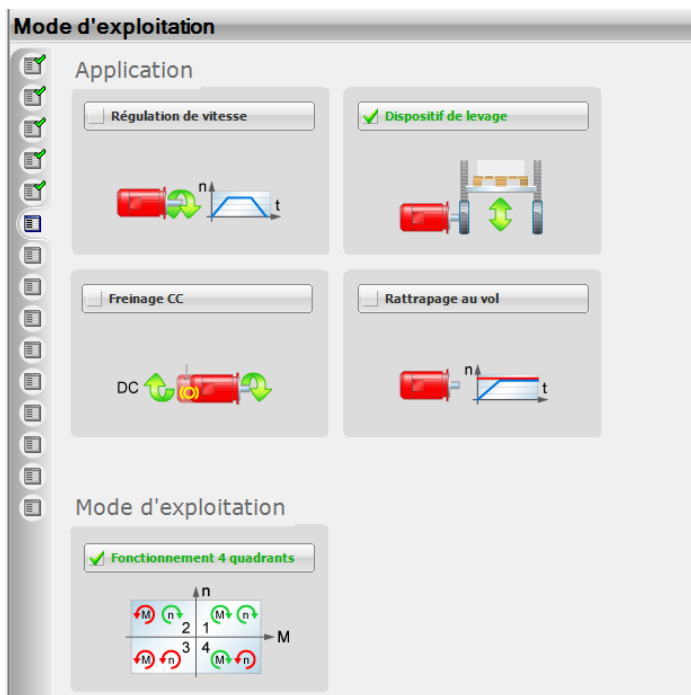 Mode d'exploitation
Application
Régulation de vitesse
Dispositif de levage
n
t
Freinage CC
Rattrapage au vol
DC
n
t
Mode d'exploitation
Fonctionnement 4 quadrants
n
M n M n
2 1
M
3 4
M n M n